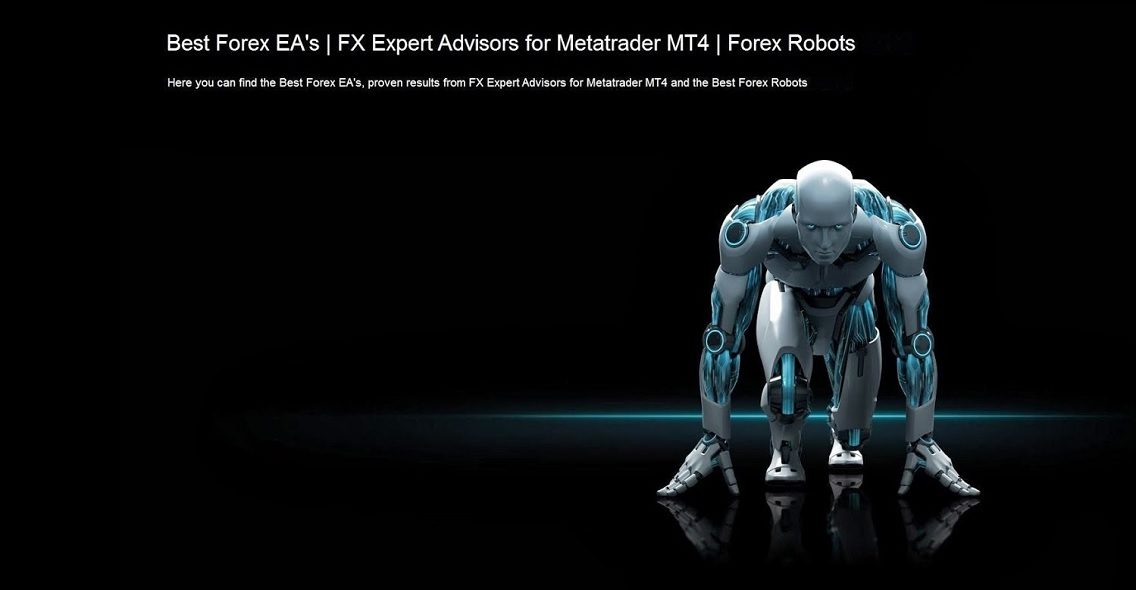 Best Forex EA's | FX Expert Advisors for Metatrader MT4 | Forex Robots
Here you can find the Best Forex EA's, proven results from FX Expert Advisors for Metatrader MT4 and the Best Forex Robots